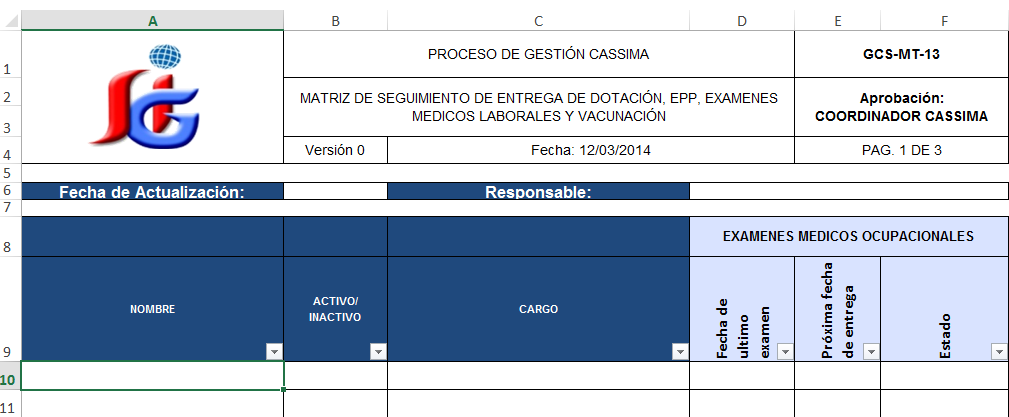 A B C D E F
1
2
3
4
5
6
7
8
9
10
11
SIG
PROCESO DE GESTIÓN CASSIMA
GCS-MT-13
MATRIZ DE SEGUIMIENTO DE ENTREGA DE DOTACIÓN, EPP, EXAMENES
MEDICOS LABORALES Y VACUNACIÓN
Aprobación:
COORDINADOR CASSIMA
Versión 0
Fecha: 12/03/2014
PAG. 1 DE 3
Fecha de Actualización:
Responsable:
EXAMENES MEDICOS OCUPACIONALES
NOMBRE
ACTIVO/
INACTIVO
CARGO
Fecha de
ultimo
examen
Próxima fecha
de entrega
Estado